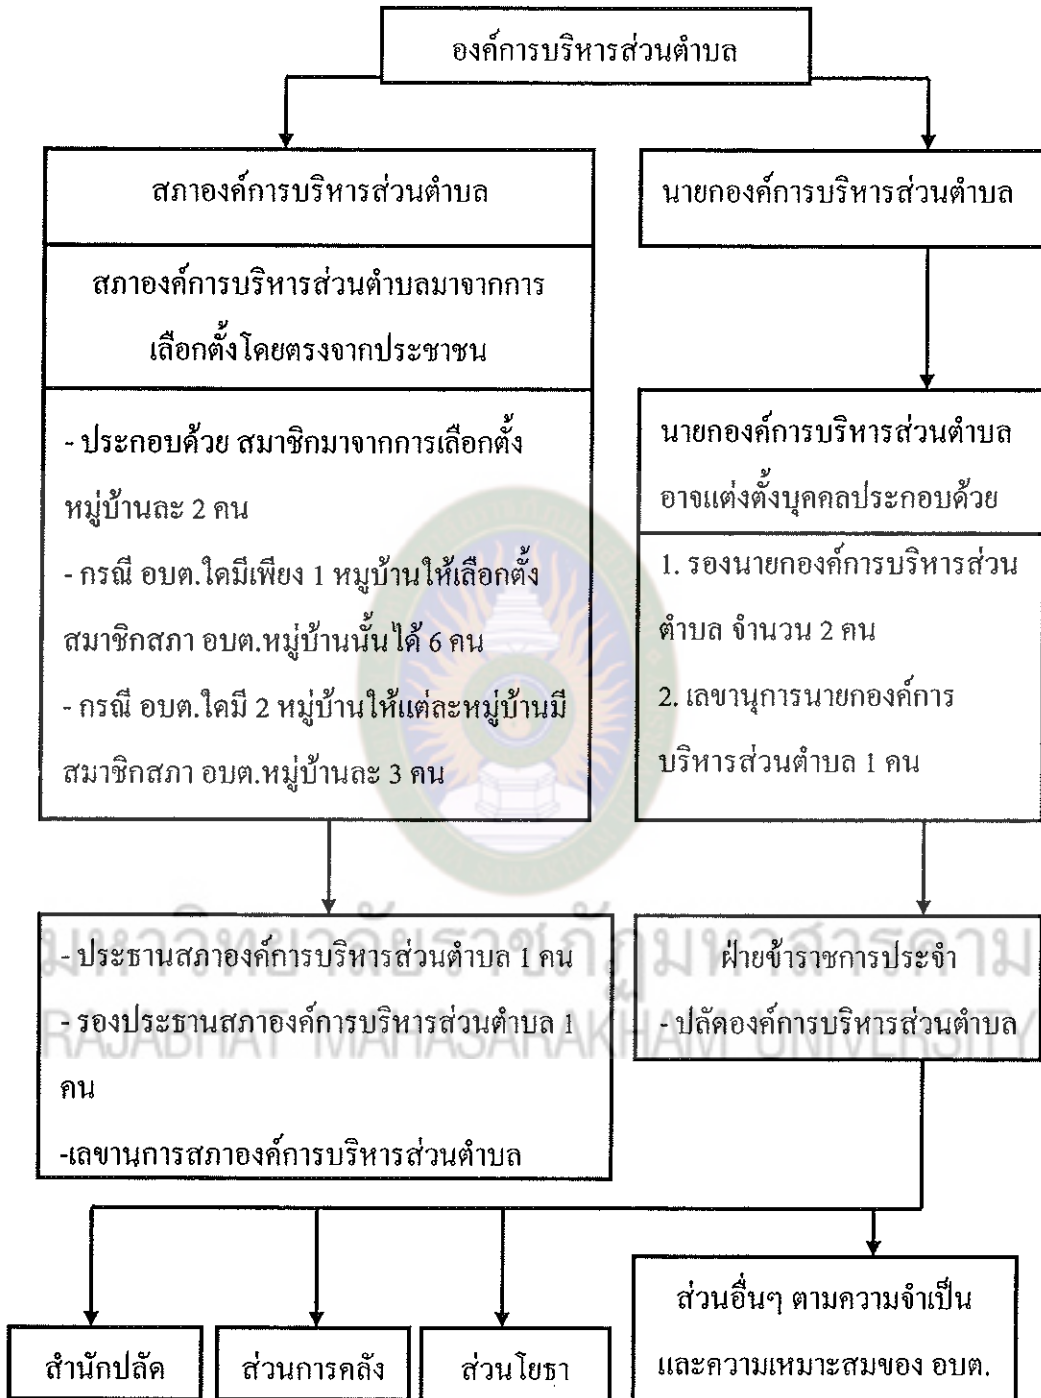 องค์การบริหารส่วนตำบล
สภาองค์การบริหารส่วนตำบล
สภาองค์การบริหารส่วนตำบลมาจากการ
เลือกตั้งโดยตรงจากประชาชน
- ประกอบด้วย สมาชิกมาจากการเลือกตั้ง
หมู่บ้านละ 2 คน
- กรณี อบต.ใดมีเพียง 1 หมูบ้านให้เลือกตั้ง
สมาชิกสภา อบต.หมู่บ้านนั้นได้ 6 คน
- กรณี อบต.ใดมี 2 หมู่บ้านให้แต่ละหมู่บ้านมี
สมาชิกสภา อบต.หมู่บ้านละ 3 คน
นายกองค์การบริหารส่วนตำบล
นายกองค์การบริหารส่วนตำบล
อาจแต่งตั้งบุคคลประกอบด้วย
1. รองนายกองค์การบริหารส่วน
ตำบล จำนวน 2 คน
2. เลขานุการนายกองค์การ
บริหารส่วนตำบล 1 คน
- ประธานสภาองค์การบริหารส่วนตำบล 1 คน
- รองประธานสภาองค์การบริหารส่วนตำบล 1
คน
-เลขานการสภาองค์การบริหารส่วนตำบล
ฝ่ายข้าราชการประจำ
- ปลัดองค์การบริหารส่วนตำบล
มหาวิทยาลัยราชภัฏมหาสารคาม
RAJABHAT MAHASARAKHAM UNIVERSITY
สำนักปลัด
ส่วนการคลัง
ส่วนโยธา
ส่วนอื่นๆ ตามความจำเป็น
และความเหมาะสมของ อบต.